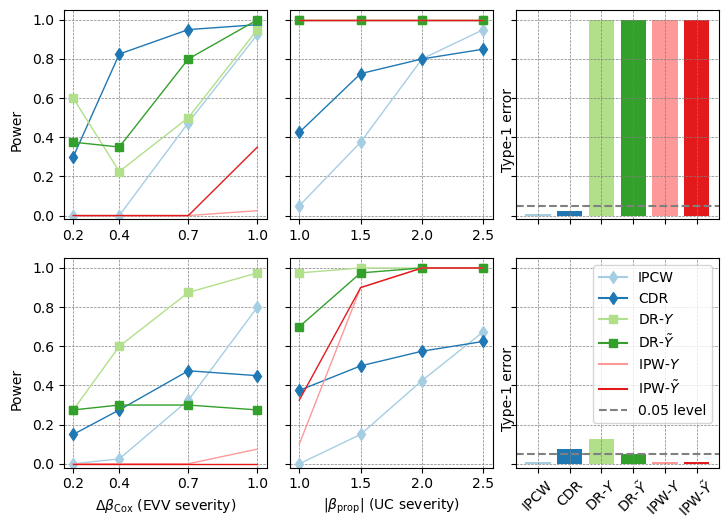 1.0
0.8
0.6
0.4
0.2
0.0
Power
0.2 0.4 0.7 1.0
1.0 1.5 2.0 2.5
Type-1 error
1.0
0.8
0.6
0.4
0.2
0.0
Power
0.2 0.4 0.7 1.0
Δβ_Cox (EVV severity)
1.0 1.5 2.0 2.5
|β_prop| (UC severity)
Type-1 error
IPCW
CDR
DR-Y
DR-Ỹ
IPW-Y
IPW-Ỹ
0.05 level
IPCW
CDR
DR-Y
DR-Ỹ
IPW-Y
IPW-Ỹ